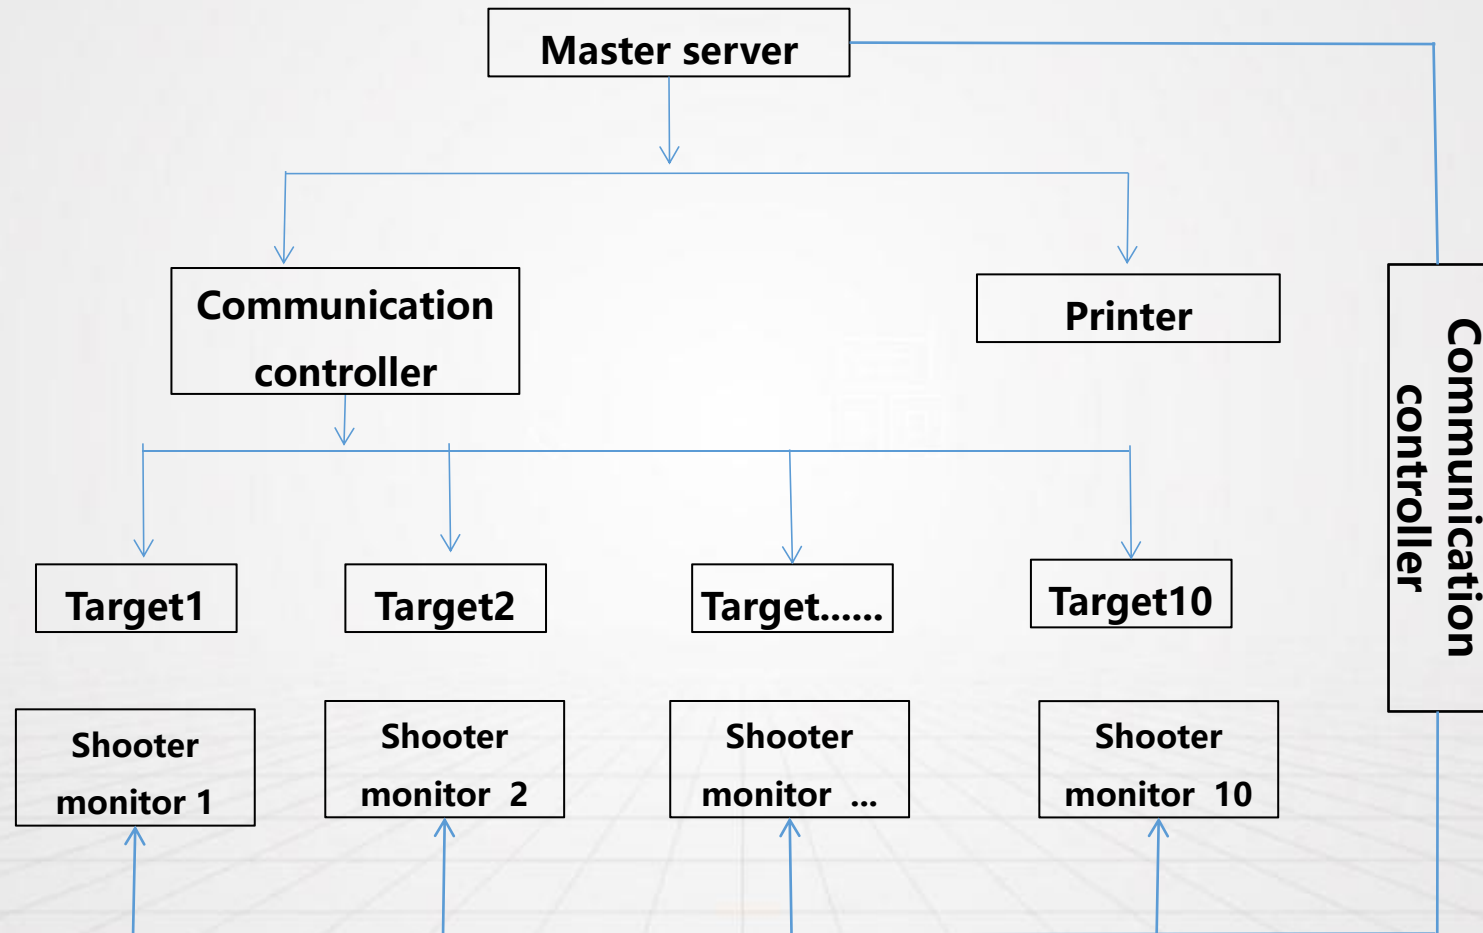 Master server
Communication
controller
Printer
Communication
controller
Target1
Target2
Target......
Target10
Shooter
monitor 1
Shooter
monitor  2
Shooter
monitor  ...
Shooter
monitor  10